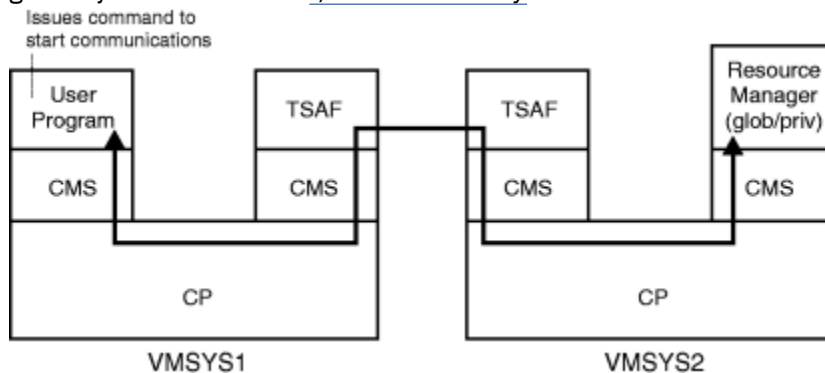 Issues command to
start communications
User
Program
TSAF
TSAF
Resource
Manager
(glob/priv)
CMS
CMS
CMS
CMS
CP
CP
VMSYS1
VMSYS2